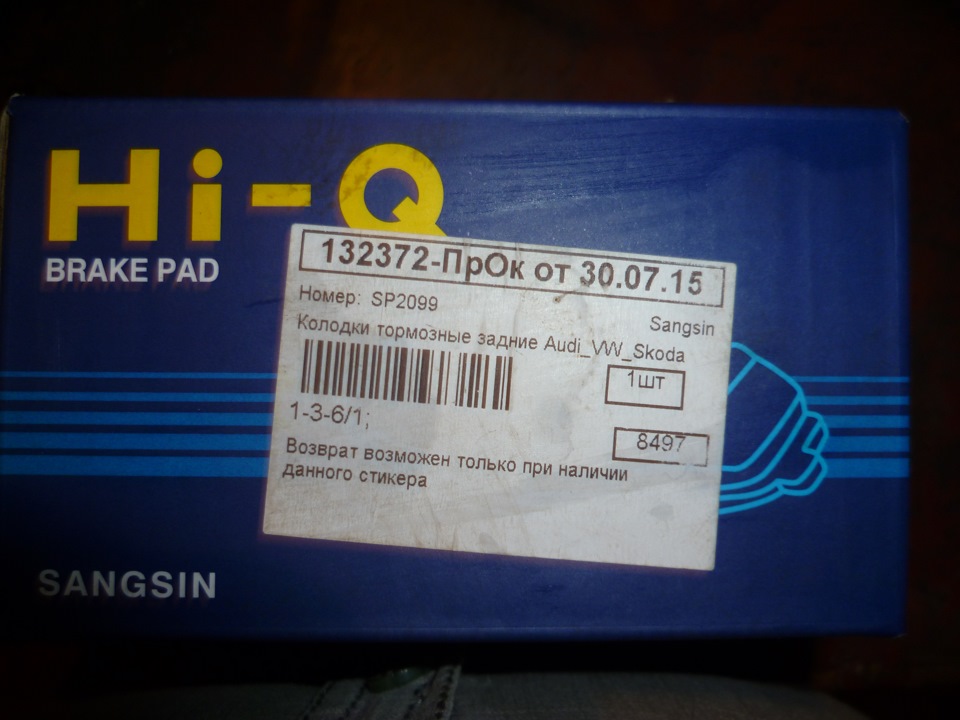 Hi-Q
BRAKE PAD
132372-ПрОк от 30.07.15
Номер: SP2099
Sangsin
Колодки тормозные задние Audi_VW_Skoda
1шт
1-3-6/1;
8497
Возврат возможен только при наличии
данного стикера
SANGSIN